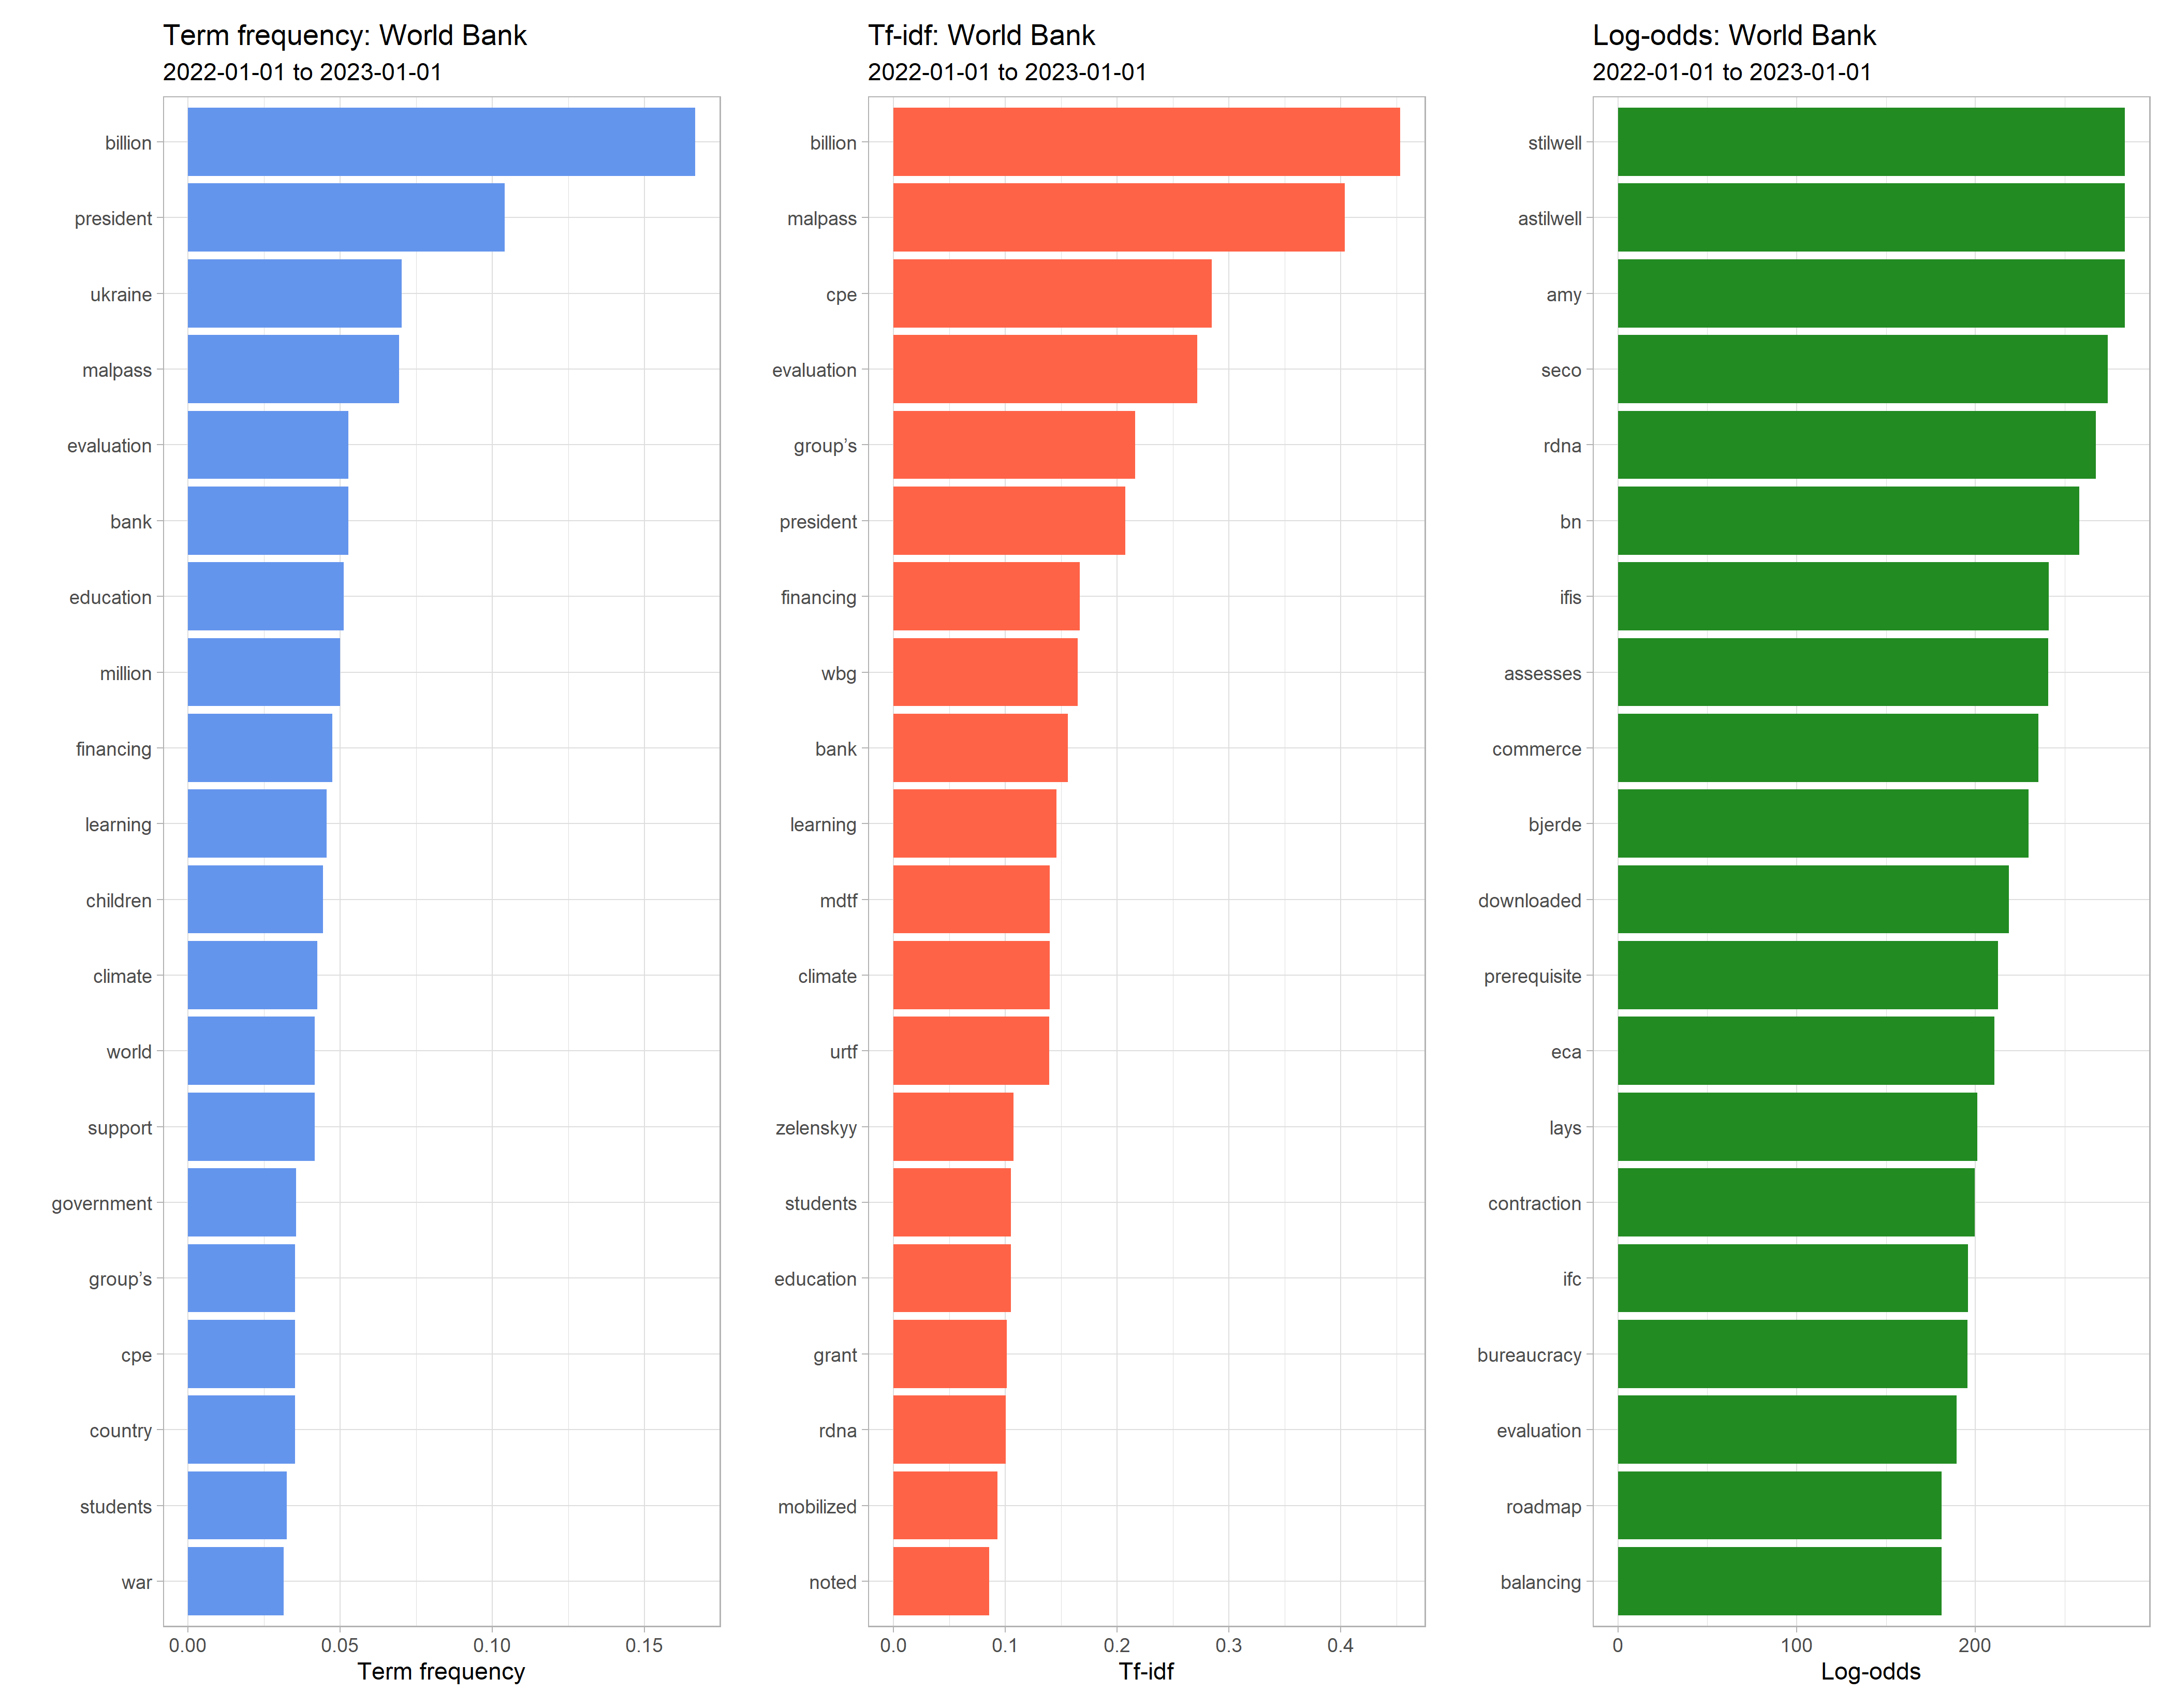 Term frequency: World Bank
2022-01-01 to 2023-01-01
billion
president
ukraine
malpass
evaluation
bank
education
million
financing
learning
children
climate
world
support
government
group's
cpe
country
students
war
0.00 0.05 0.10 0.15
Term frequency
Tf-idf: World Bank
2022-01-01 to 2023-01-01
billion
malpass
cpe
evaluation
group's
president
financing
wbg
bank
learning
mdtf
climate
urtf
zelenskyy
students
education
grant
rdna
mobilized
noted
0.0 0.1 0.2 0.3 0.4
Tf-idf
Log-odds: World Bank
2022-01-01 to 2023-01-01
stilwell
astilwell
amy
seco
rdna
bn
ifis
assesses
commerce
bjerde
downloaded
prerequisite
eca
lays
contraction
ifc
bureaucracy
evaluation
roadmap
balancing
0 100 200
Log-odds